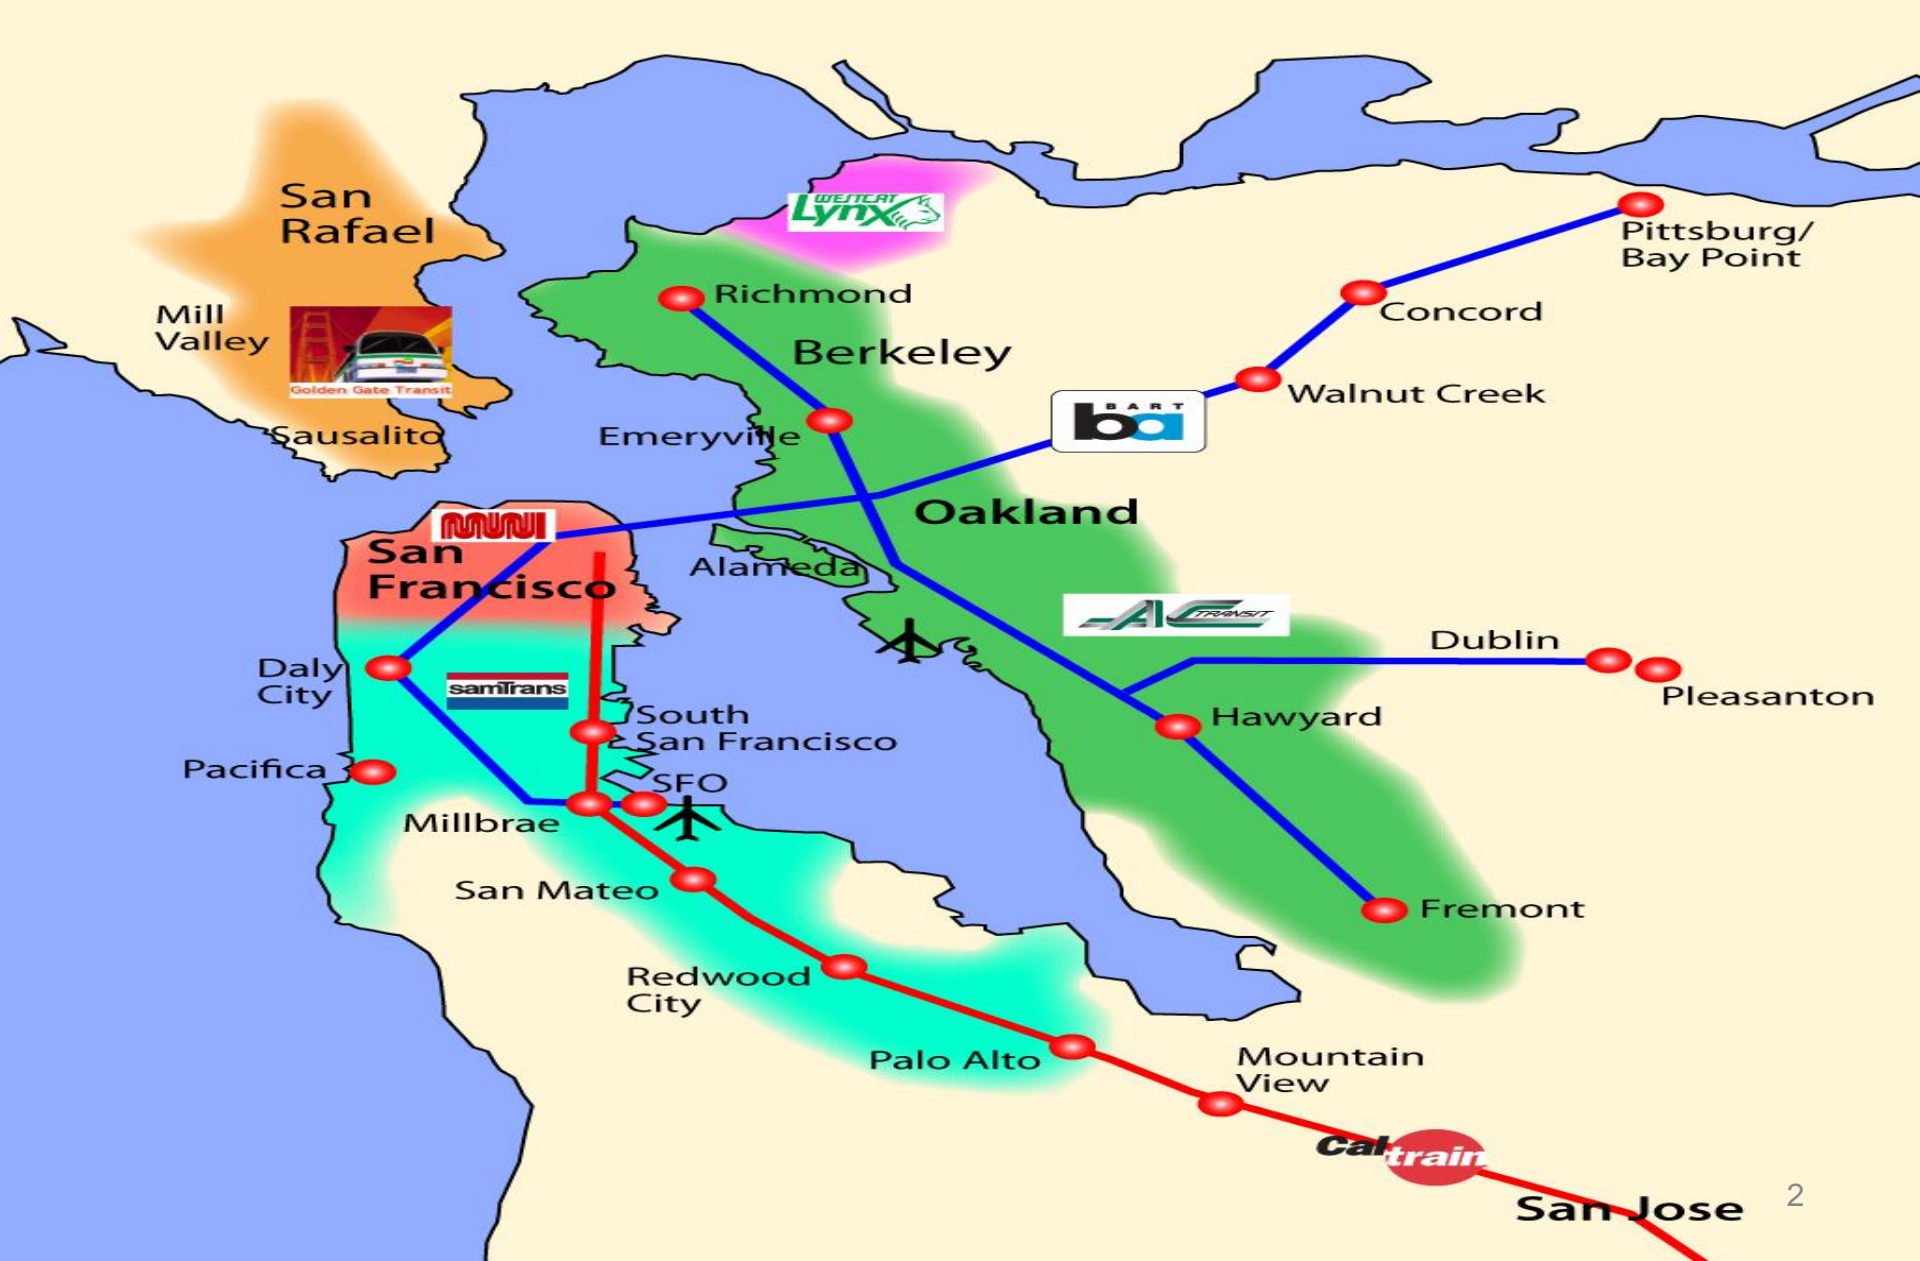 San
Rafael
WESTCAT
Lynx
Pittsburg/
Bay Point
Richmond
Concord
Mill
Valley
Berkeley
Golden Gate Transit
Walnut Creek
BART
ba
Sausalito
Emeryville
Oakland
MUNI
San
Francisco
Alameda
AC TRANSIT
Dublin
Pleasanton
Daly
City
samTrans
South
San Francisco
Hawyard
Pacifica
SFO
Millbrae
San Mateo
Fremont
Redwood
City
Palo Alto
Mountain
View
Caltrain
San Jose
2